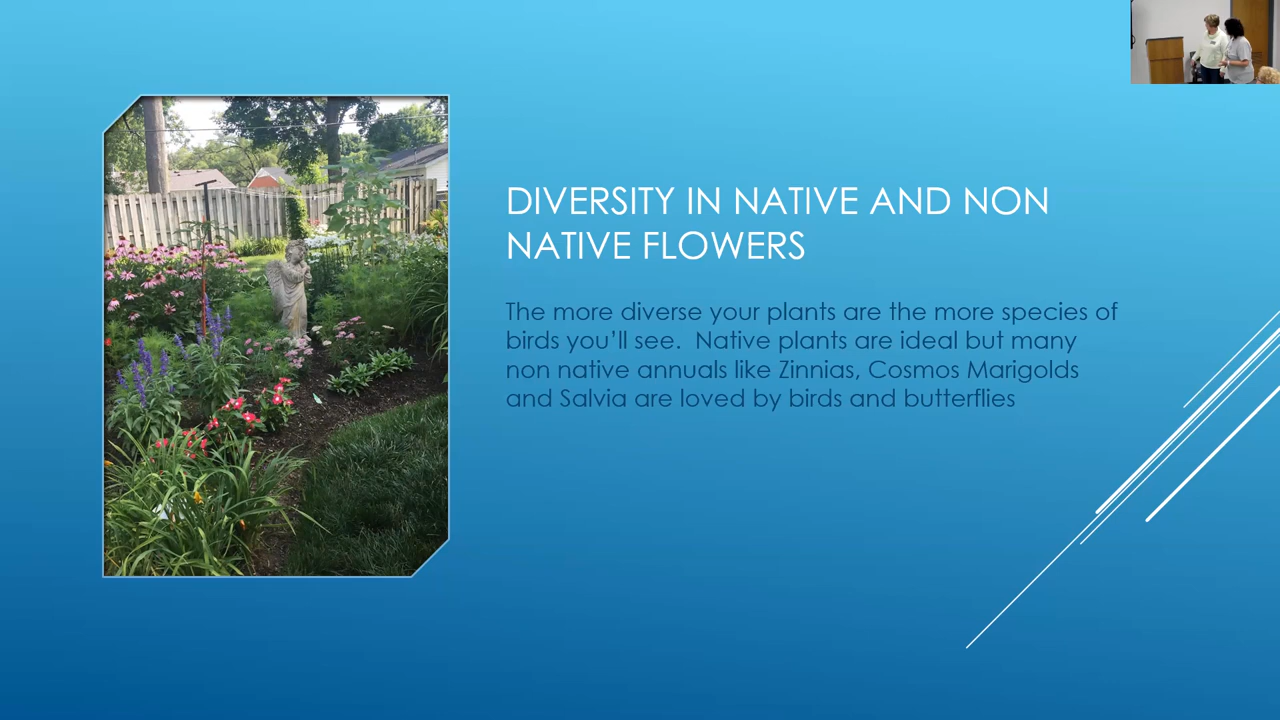 DIVERSITY IN NATIVE AND NON
NATIVE FLOWERS
The more diverse your plants are the more species of
birds you'll see.  Native plants are ideal but many
non native annuals like Zinnias, Cosmos Marigolds
and Salvia are loved by birds and butterflies